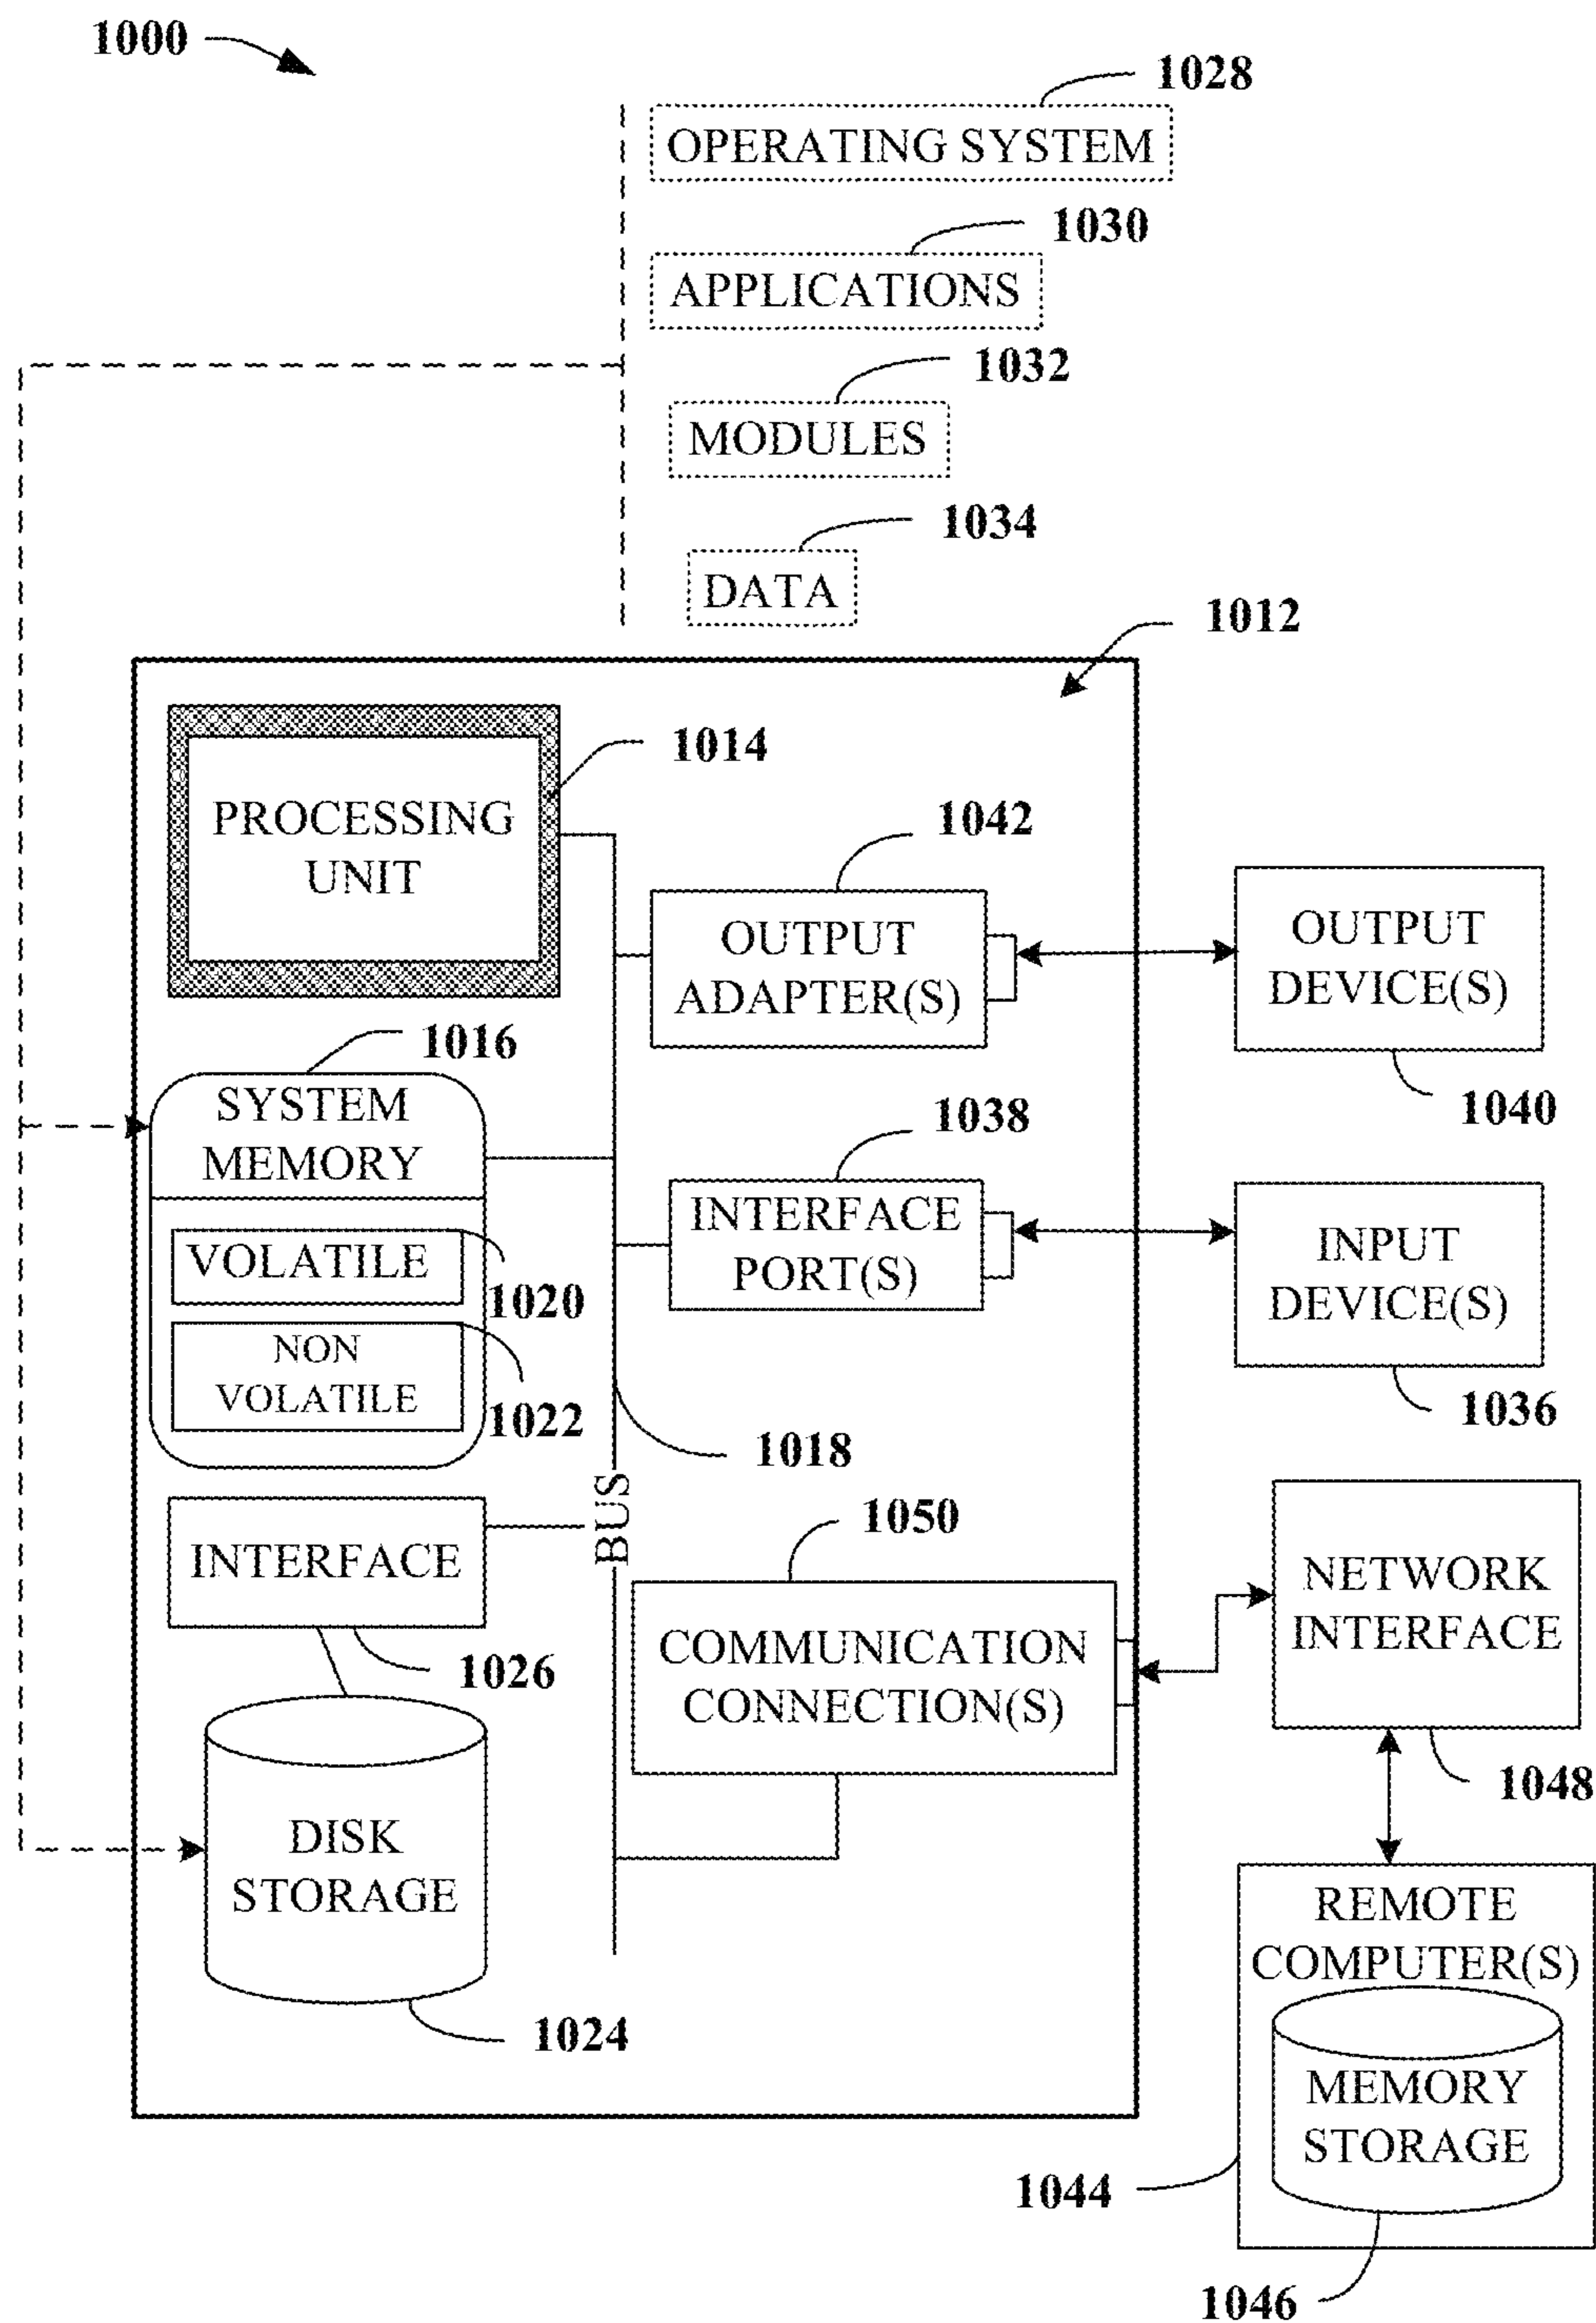 1000
1028
OPERATING SYSTEM
1030
APPLICATIONS
1032
MODULES
1034
DATA
1012
1014
PROCESSING
UNIT
1042
OUTPUT
ADAPTER(S)
OUTPUT
DEVICE(S)
1040
1016
SYSTEM
MEMORY
VOLATILE
1020
NON
VOLATILE
1022
1038
INTERFACE
PORT(S)
INPUT
DEVICE(S)
1036
1018
BUS
INTERFACE
1026
1050
COMMUNICATION
CONNECTION(S)
NETWORK
INTERFACE
1048
DISK
STORAGE
1024
REMOTE
COMPUTER(S)
MEMORY
STORAGE
1044
1046